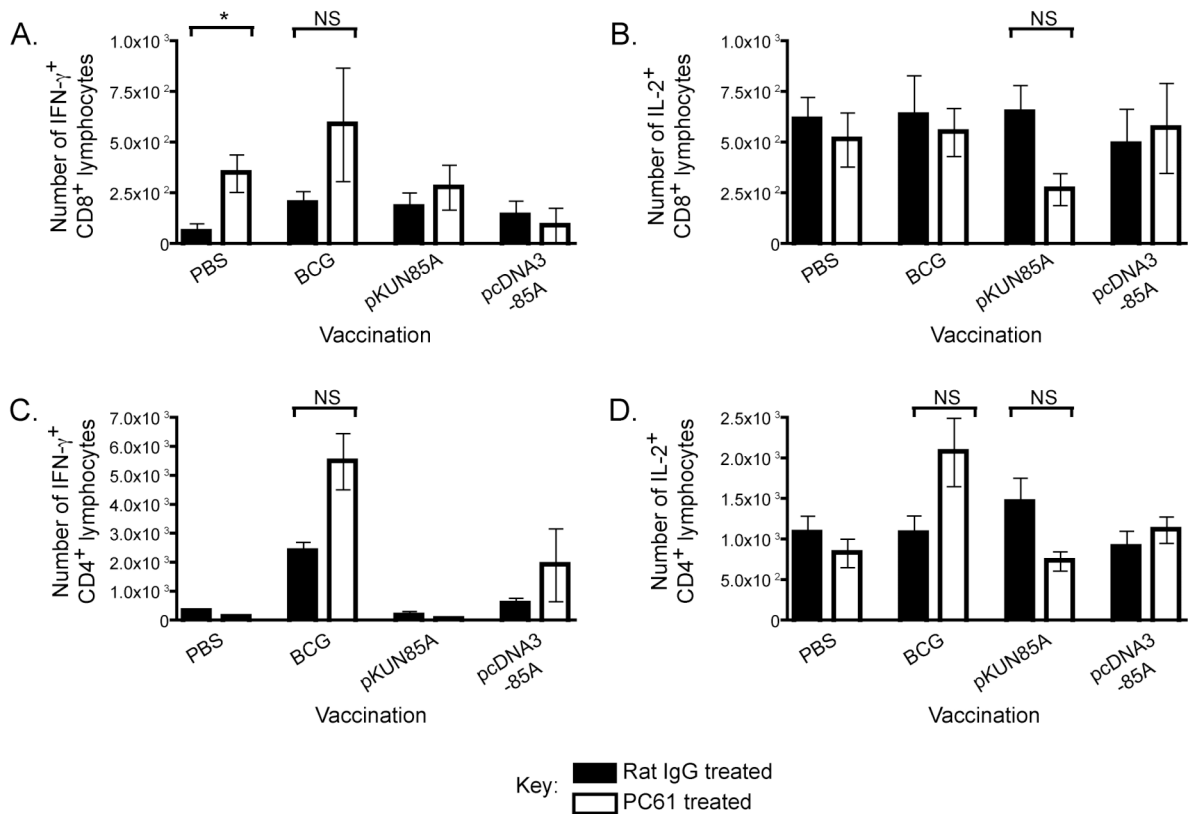 A.
Number of IFN-γ⁺
CD8⁺ lymphocytes
1.0x10³
7.5x10²
5.0x10²
2.5x10²
0
*
NS
PBS
BCG
pKUN85A
pcDNA3
-85A
Vaccination
B.
Number of IL-2⁺
CD8⁺ lymphocytes
1.0x10³
7.5x10²
5.0x10²
2.5x10²
0
NS
PBS
BCG
pKUN85A
pcDNA3
-85A
Vaccination
C.
Number of IFN-γ⁺
CD4⁺ lymphocytes
7.0x10³
6.0x10³
5.0x10³
4.0x10³
3.0x10³
2.0x10³
1.0x10³
0
NS
PBS
BCG
pKUN85A
pcDNA3
-85A
Vaccination
D.
Number of IL-2⁺
CD4⁺ lymphocytes
2.5x10³
2.0x10³
1.5x10³
1.0x10³
5.0x10²
0
NS
NS
PBS
BCG
pKUN85A
pcDNA3
-85A
Vaccination
Key:
Rat IgG treated
PC61 treated